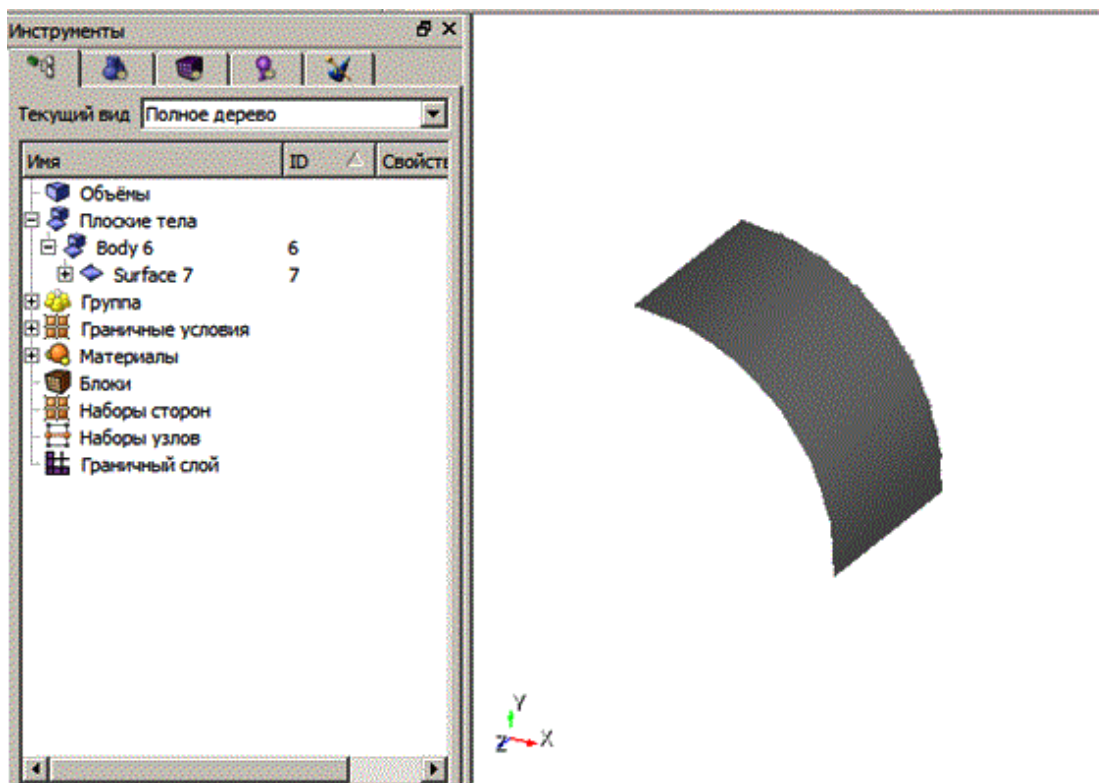 Инструменты
Текущий вид Полное дерево
Имя ID Свойств
Объёмы
Плоские тела
Body 6 6
Surface 7 7
Группа
Граничные условия
Материалы
Блоки
Наборы сторон
Наборы узлов
Граничный слой
Y
Z X